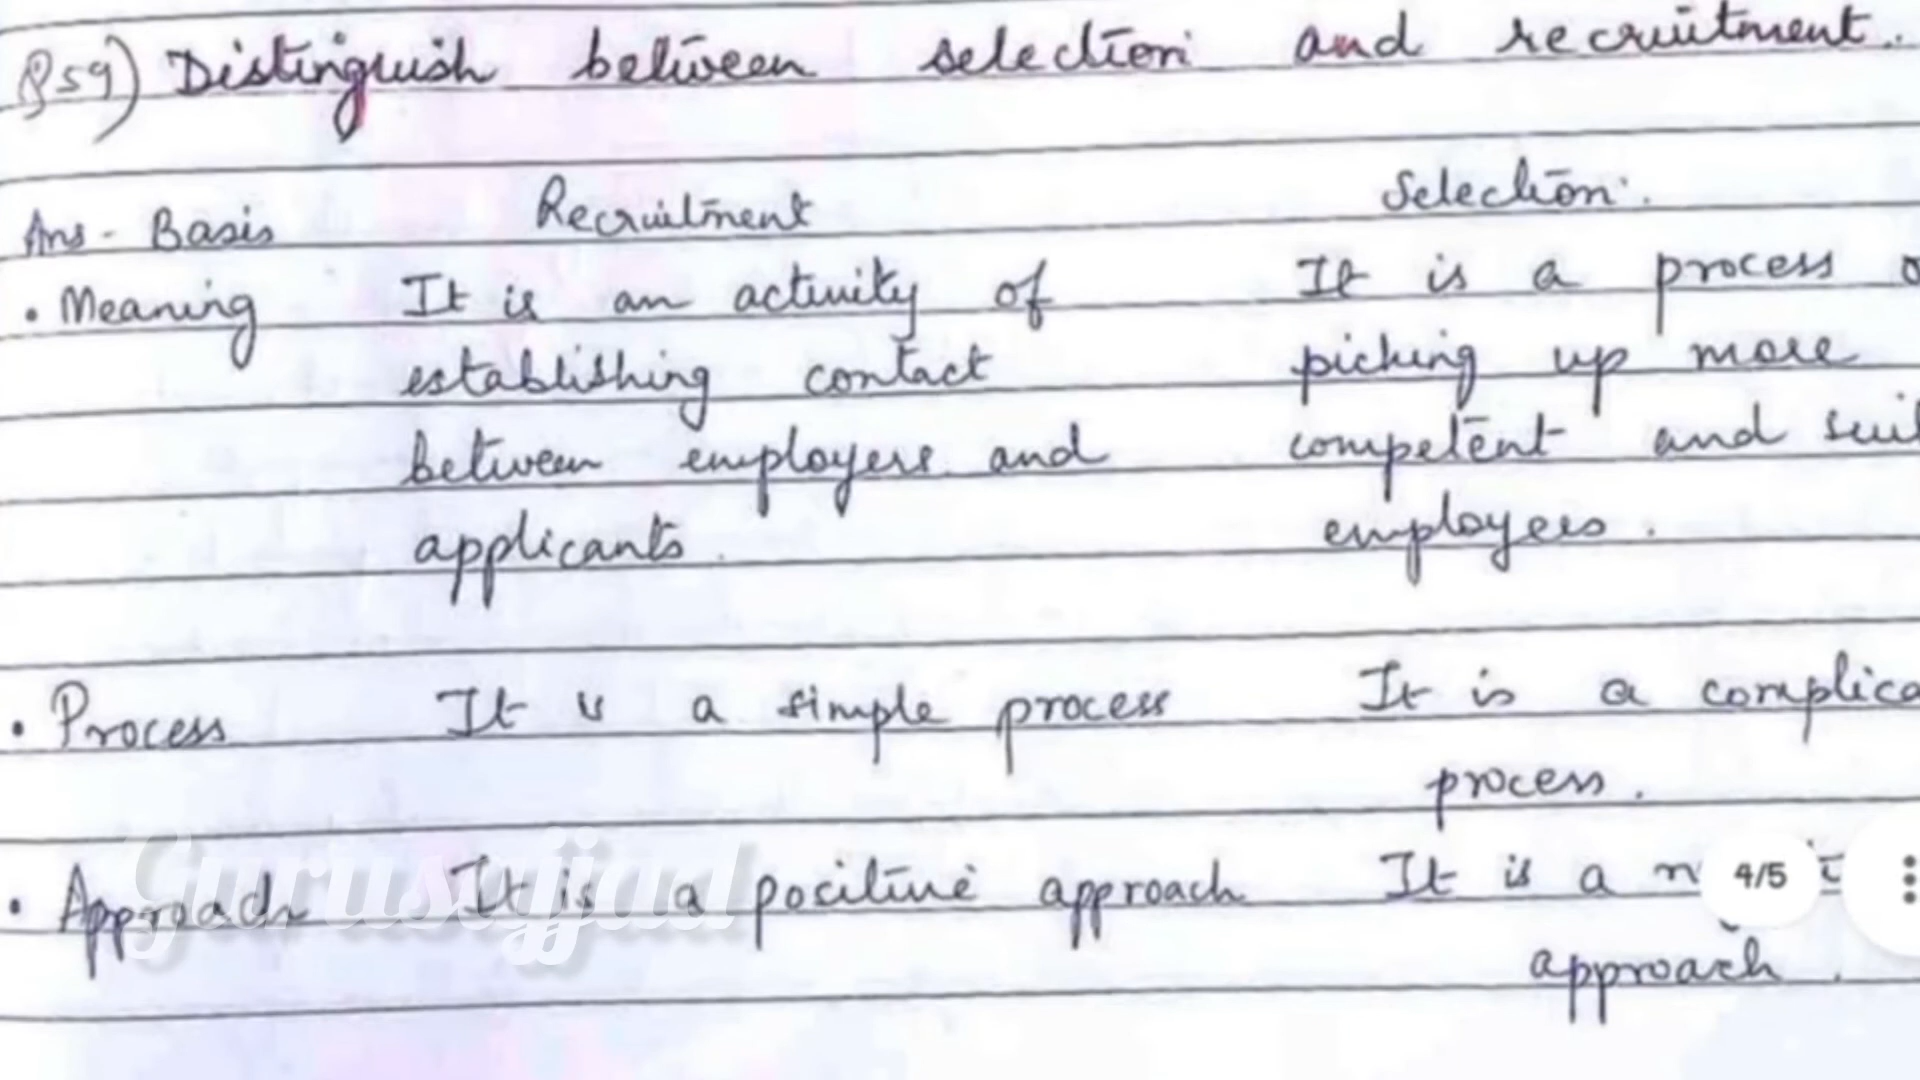 Q59) Distinguish between selection and recruitment.
Ans - Basis Recruitment Selection.
• Meaning It is an activity of It is a process
establishing contact picking up more
between employers and competent and
applicants. employees.
• Process It is a simple process It is a
process.
• Approach It is a positive approach It is a
approach.
Gurusajjad
4/5